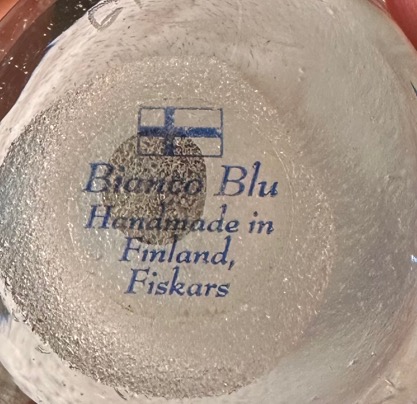 Bianco Blu
Handmade in
Finland,
Fiskars